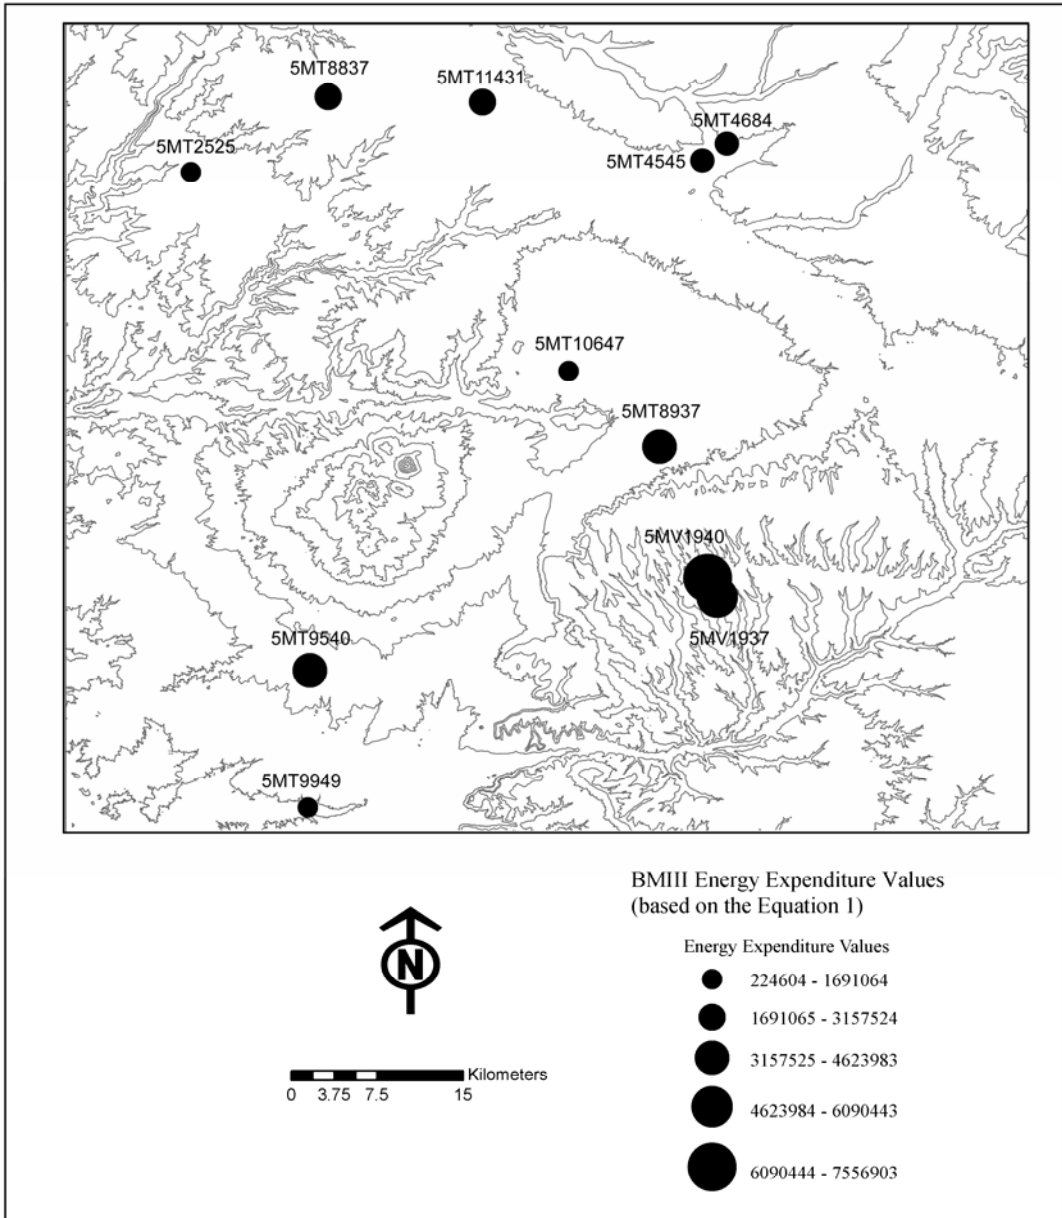 5MT8837
5MT11431
5MT4684
5MT2525
5MT4545
5MT10647
5MT8937
5MV1940
5MT9540
5MV1937
5MT9949
BMIII Energy Expenditure Values
(based on the Equation 1)
Energy Expenditure Values
224604 - 1691064
1691065 - 3157524
3157525 - 4623983
4623984 - 6090443
6090444 - 7556903
N
Kilometers
0 3.75 7.5 15